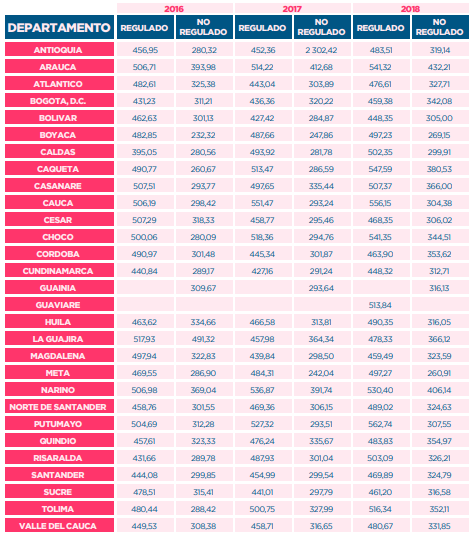 2016 2017 2018
DEPARTAMENTO REGULADO NO REGULADO REGULADO NO REGULADO REGULADO NO REGULADO
ANTIOQUIA 456,95 280,32 452,36 2 302,42 483,51 319,14
ARAUCA 506,71 393,98 514,22 412,68 541,32 432,21
ATLANTICO 482,61 325,38 443,04 303,89 476,61 327,71
BOGOTA, D.C. 431,23 311,21 436,36 320,22 459,38 342,08
BOLIVAR 462,63 301,13 427,42 284,87 448,35 305,00
BOYACA 482,85 232,32 487,66 247,86 497,23 269,15
CALDAS 395,05 280,56 493,92 281,78 502,35 299,91
CAQUETA 490,77 260,67 513,47 286,59 547,59 380,53
CASANARE 507,51 293,77 497,65 335,44 507,37 366,00
CAUCA 506,19 298,42 551,47 293,24 556,15 304,38
CESAR 507,29 318,33 458,77 295,46 468,35 306,02
CHOCO 500,06 280,09 518,36 294,76 541,35 344,51
CORDOBA 490,97 301,48 445,34 301,87 463,90 353,62
CUNDINAMARCA 440,84 289,17 427,16 291,24 448,32 312,71
GUAINIA 309,67 293,64 316,13
GUAVIARE 513,84
HUILA 463,62 334,66 466,58 313,81 490,35 316,05
LA GUAJIRA 517,93 491,32 457,98 364,34 478,33 366,12
MAGDALENA 497,94 322,83 439,84 298,50 459,49 323,59
META 469,55 286,90 484,31 242,04 497,27 260,91
NARINO 506,98 369,04 536,87 391,74 530,40 406,14
NORTE DE SANTANDER 458,76 301,55 469,36 306,15 489,02 324,63
PUTUMAYO 504,69 312,28 527,32 293,51 562,74 307,55
QUINDIO 457,61 323,33 476,24 335,67 483,83 354,97
RISARALDA 431,66 289,78 487,93 301,04 503,09 326,21
SANTANDER 444,08 299,85 454,99 299,54 469,89 324,79
SUCRE 478,51 315,41 441,01 297,79 461,20 316,58
TOLIMA 480,44 288,42 500,75 327,99 516,34 352,11
VALLE DEL CAUCA 449,53 308,38 458,71 316,65 480,67 331,85